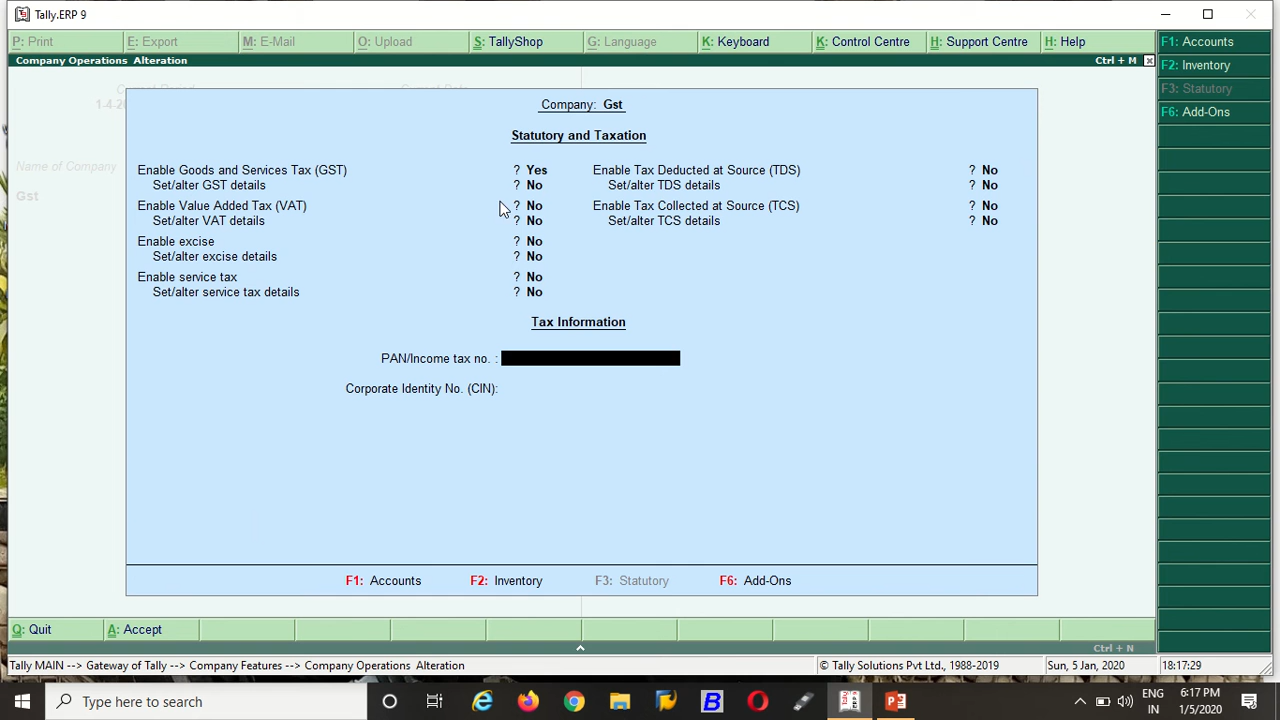 Tally.ERP 9
P: Print E: Export M: E-Mail O: Upload S: TallyShop G: Language K: Keyboard K: Control Centre H: Support Centre H: Help
Company Operations Alteration Ctrl + M
F1: Accounts
F2: Inventory
F3: Statutory
F6: Add-Ons
Name of Company
Gst
Company: Gst
Statutory and Taxation
Enable Goods and Services Tax (GST) ? Yes Enable Tax Deducted at Source (TDS) ? No
Set/alter GST details ? No Set/alter TDS details ? No
Enable Value Added Tax (VAT) ? No Enable Tax Collected at Source (TCS) ? No
Set/alter VAT details ? No Set/alter TCS details ? No
Enable excise ? No
Set/alter excise details ? No
Enable service tax ? No
Set/alter service tax details ? No
Tax Information
PAN/Income tax no. :
Corporate Identity No. (CIN):
F1: Accounts F2: Inventory F3: Statutory F6: Add-Ons
Q: Quit A: Accept
Ctrl + N
Tally MAIN --> Gateway of Tally --> Company Features --> Company Operations Alteration © Tally Solutions Pvt Ltd., 1988-2019 Sun, 5 Jan, 2020 18:17:29
Type here to search
ENG
IN
6:17 PM
1/5/2020